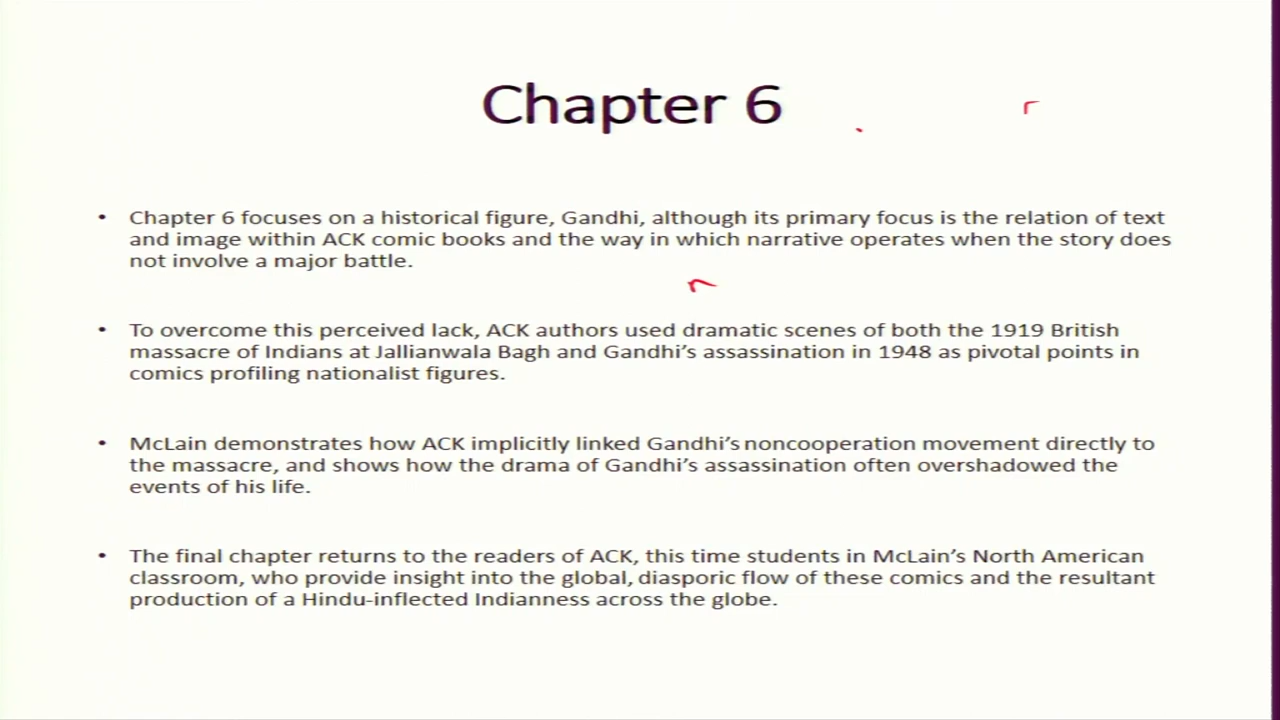 Chapter 6
• Chapter 6 focuses on a historical figure, Gandhi, although its primary focus is the relation of text
and image within ACK comic books and the way in which narrative operates when the story does
not involve a major battle.
• To overcome this perceived lack, ACK authors used dramatic scenes of both the 1919 British
massacre of Indians at Jallianwala Bagh and Gandhi's assassination in 1948 as pivotal points in
comics profiling nationalist figures.
• McLain demonstrates how ACK implicitly linked Gandhi's noncooperation movement directly to
the massacre, and shows how the drama of Gandhi's assassination often overshadowed the
events of his life.
• The final chapter returns to the readers of ACK, this time students in McLain's North American
classroom, who provide insight into the global, diasporic flow of these comics and the resultant
production of a Hindu-inflected Indianness across the globe.